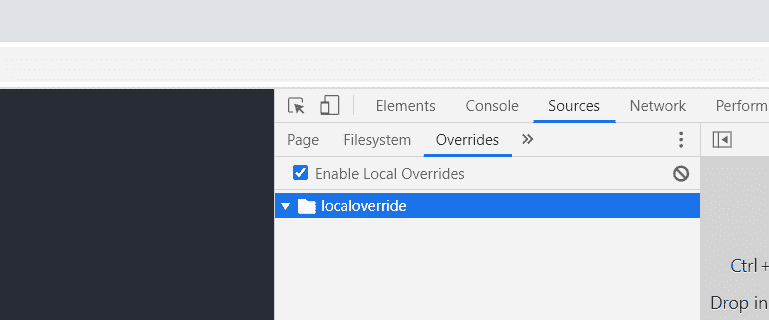 Elements Console Sources Network Perform
Page Filesystem Overrides »
Enable Local Overrides
localoverride
Ctrl +
Drop in